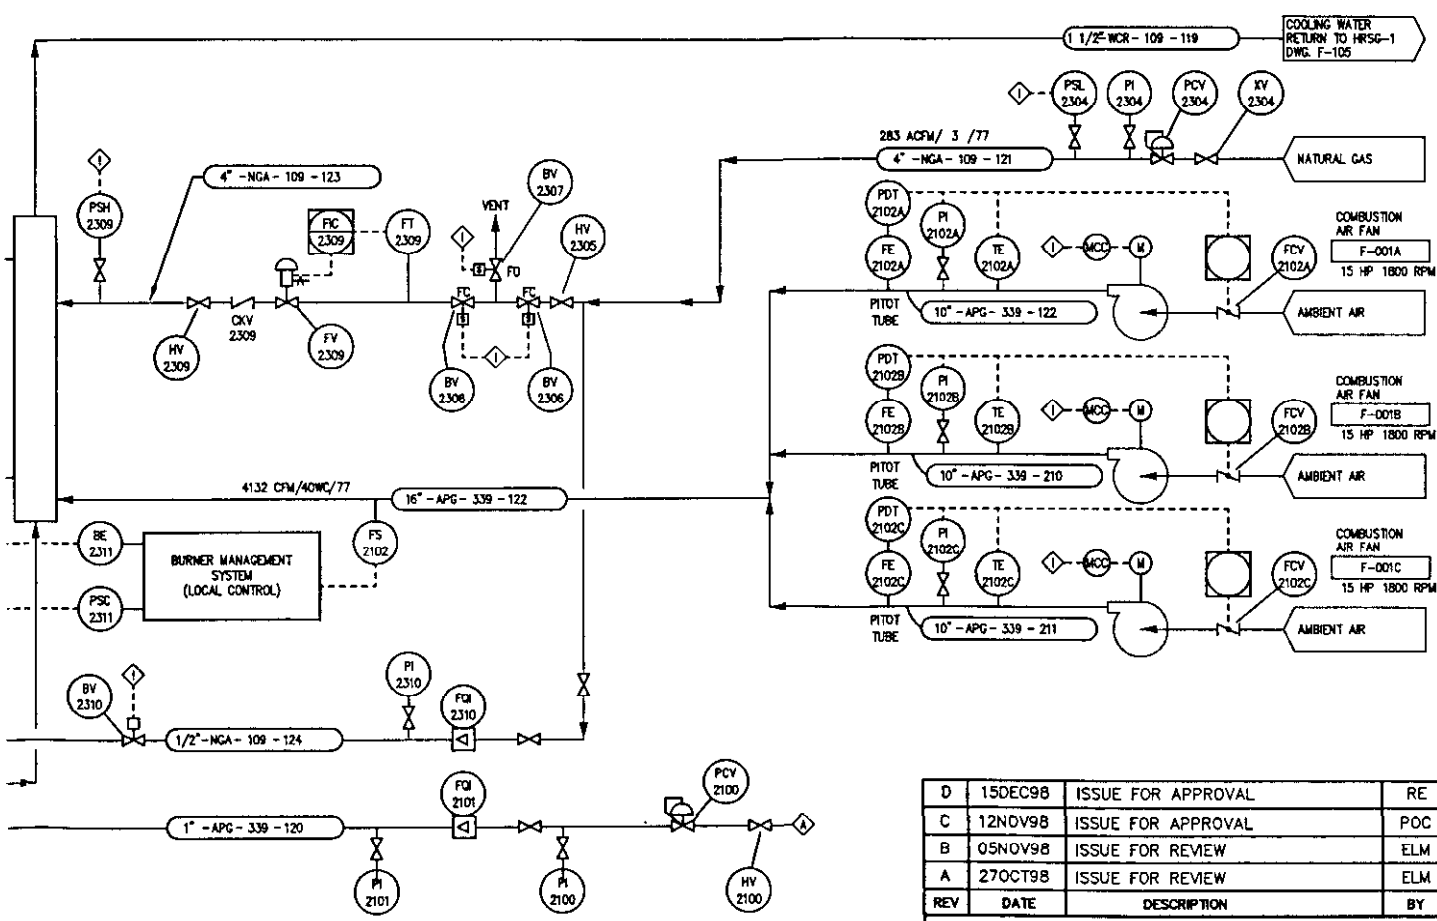 1 1/2"-WCR - 109 - 119
COOLING WATER
RETURN TO HRSG-1
DWG. F-105
I
PSL
2304
PI
2304
PCV
2304
XV
2304
283 ACFM/ 3 /77
4" -NGA - 109 - 121
NATURAL GAS
I
4" -NGA - 109 - 123
PSH
2309
FIC
2309
FT
2309
VENT
BV
2307
I
S
FO
HV
2305
A
FC
FC
S
S
I
HV
2309
CKV
2309
FV
2309
BV
2308
BV
2306
PDT
2102A
PI
2102A
FE
2102A
TE
2102A
I
MCC
M
FCV
2102A
COMBUSTION
AIR FAN
F-001A
15 HP 1800 RPM
PITOT
TUBE
10" -APG - 339 - 122
AMBIENT AIR
PDT
2102B
PI
2102B
FE
2102B
TE
2102B
I
MCC
M
FCV
2102B
COMBUSTION
AIR FAN
F-001B
15 HP 1800 RPM
PITOT
TUBE
10" -APG - 339 - 210
AMBIENT AIR
4132 CFM/40WC/77
16" -APG - 339 - 122
PDT
2102C
PI
2102C
FE
2102C
TE
2102C
I
MCC
M
FCV
2102C
COMBUSTION
AIR FAN
F-001C
15 HP 1800 RPM
PITOT
TUBE
10" -APG - 339 - 211
AMBIENT AIR
BE
2311
BURNER MANAGEMENT
SYSTEM
(LOCAL CONTROL)
FS
2102
PSC
2311
BV
2310
I
PI
2310
FQI
2310
1/2"-NGA - 109 - 124
FQI
2101
PCV
2100
1" -APG - 339 - 120
A
PI
2101
PI
2100
HV
2100
D 15DEC98 ISSUE FOR APPROVAL RE
C 12NOV98 ISSUE FOR APPROVAL POC
B 05NOV98 ISSUE FOR REVIEW ELM
A 27OCT98 ISSUE FOR REVIEW ELM
REV DATE DESCRIPTION BY